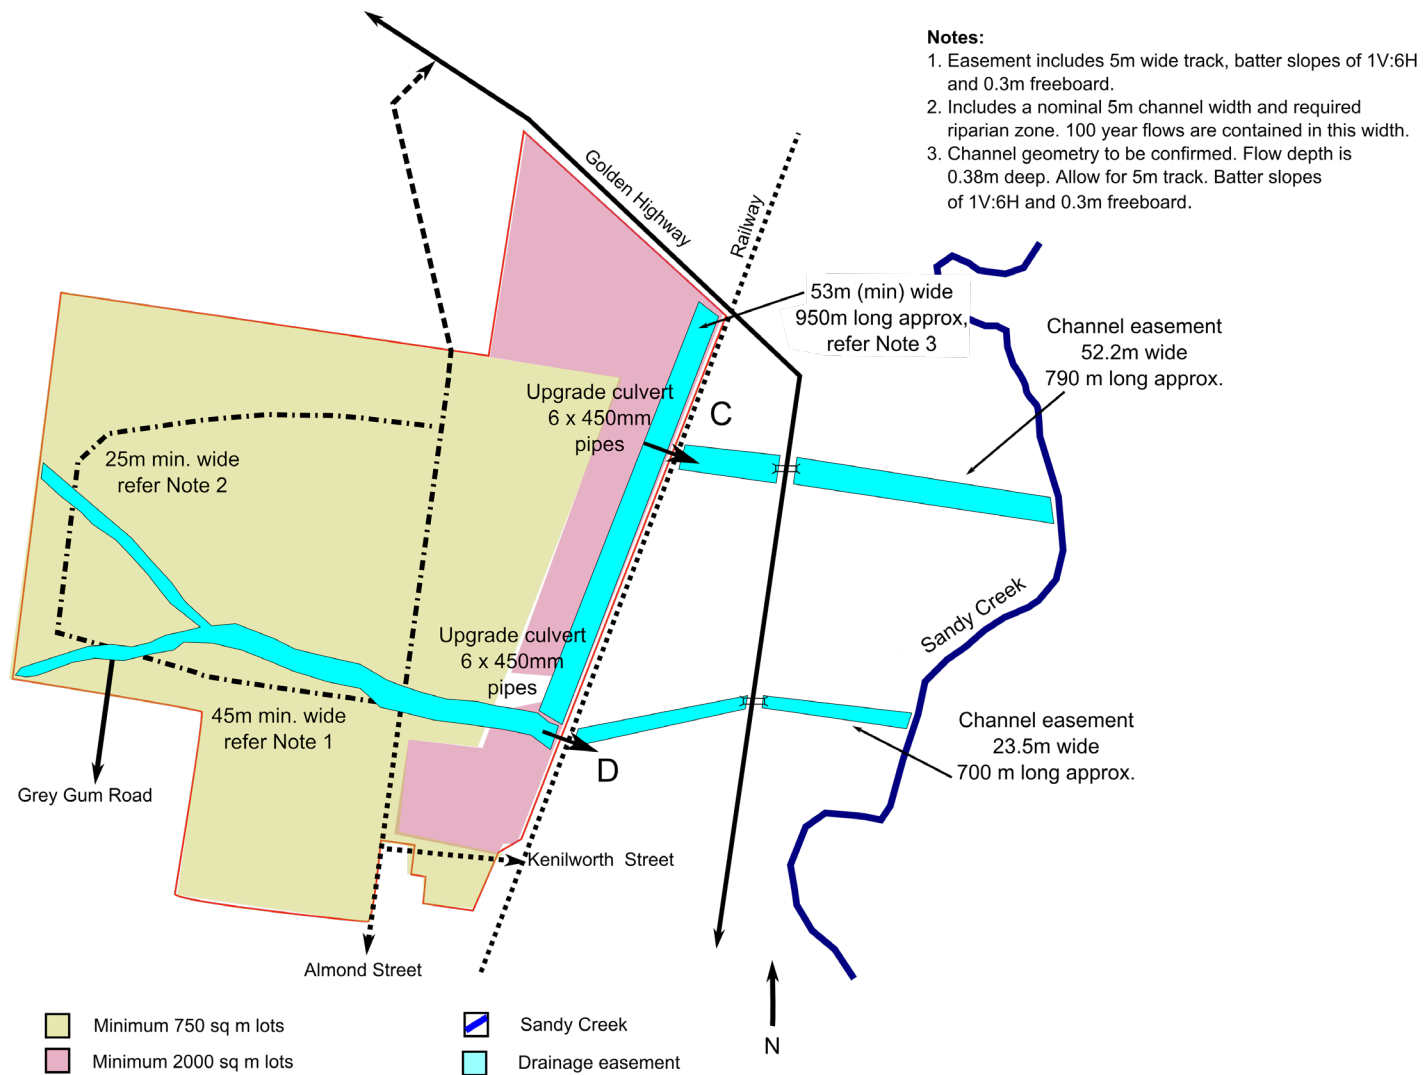 Notes:
1. Easement includes 5m wide track, batter slopes of 1V:6H
and 0.3m freeboard.
2. Includes a nominal 5m channel width and required
riparian zone. 100 year flows are contained in this width.
3. Channel geometry to be confirmed. Flow depth is
0.38m deep. Allow for 5m track. Batter slopes
of 1V:6H and 0.3m freeboard.
Golden Highway
Railway
53m (min) wide
950m long approx,
refer Note 3
Channel easement
52.2m wide
790 m long approx.
Upgrade culvert
6 x 450mm
pipes
C
25m min. wide
refer Note 2
Sandy Creek
Upgrade culvert
6 x 450mm
pipes
45m min. wide
refer Note 1
D
Channel easement
23.5m wide
700 m long approx.
Grey Gum Road
Kenilworth Street
Almond Street
N
Minimum 750 sq m lots
Minimum 2000 sq m lots
Sandy Creek
Drainage easement